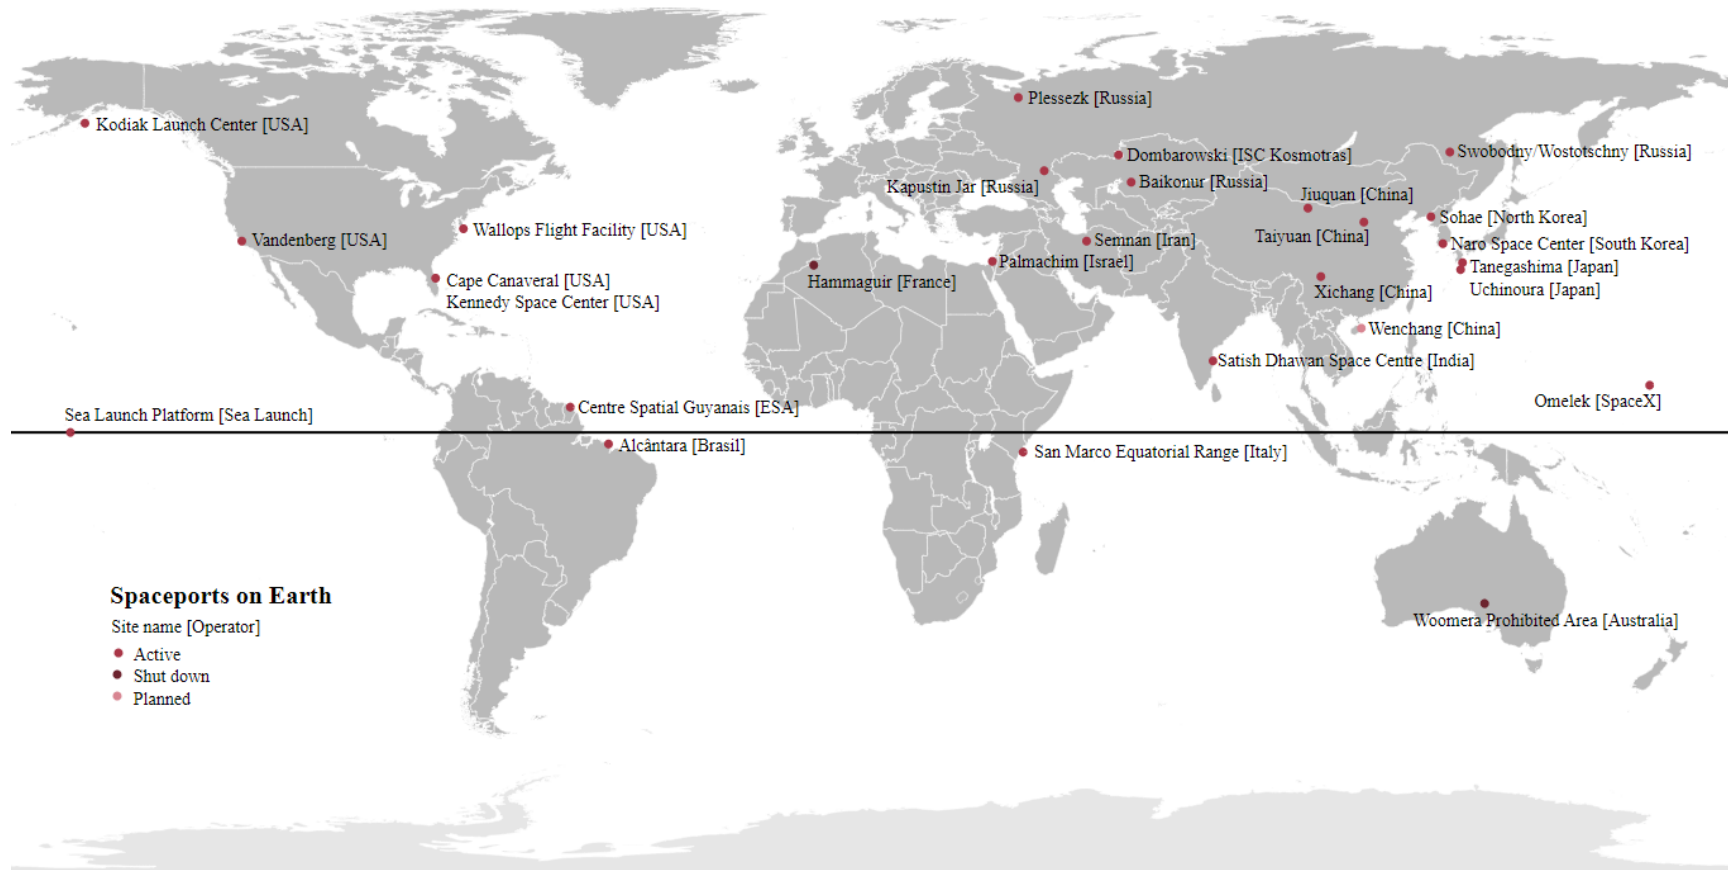 Plessezk [Russia]
Kodiak Launch Center [USA]
Dombarowski [ISC Kosmotras]
Swobodny/Wostotschny [Russia]
Kapustin Jar [Russia]
Baikonur [Russia]
Jiuquan [China]
Sohae [North Korea]
Wallops Flight Facility [USA]
Vandenberg [USA]
Taiyuan [China]
Semnan [Iran]
Naro Space Center [South Korea]
Palmachim [Israel]
Tanegashima [Japan]
Cape Canaveral [USA]
Hammaguir [France]
Uchinoura [Japan]
Xichang [China]
Kennedy Space Center [USA]
Wenchang [China]
Satish Dhawan Space Centre [India]
Omelek [SpaceX]
Centre Spatial Guyanais [ESA]
Sea Launch Platform [Sea Launch]
Alcântara [Brasil]
San Marco Equatorial Range [Italy]
Woomera Prohibited Area [Australia]
Spaceports on Earth
Site name [Operator]
Active
Shut down
Planned